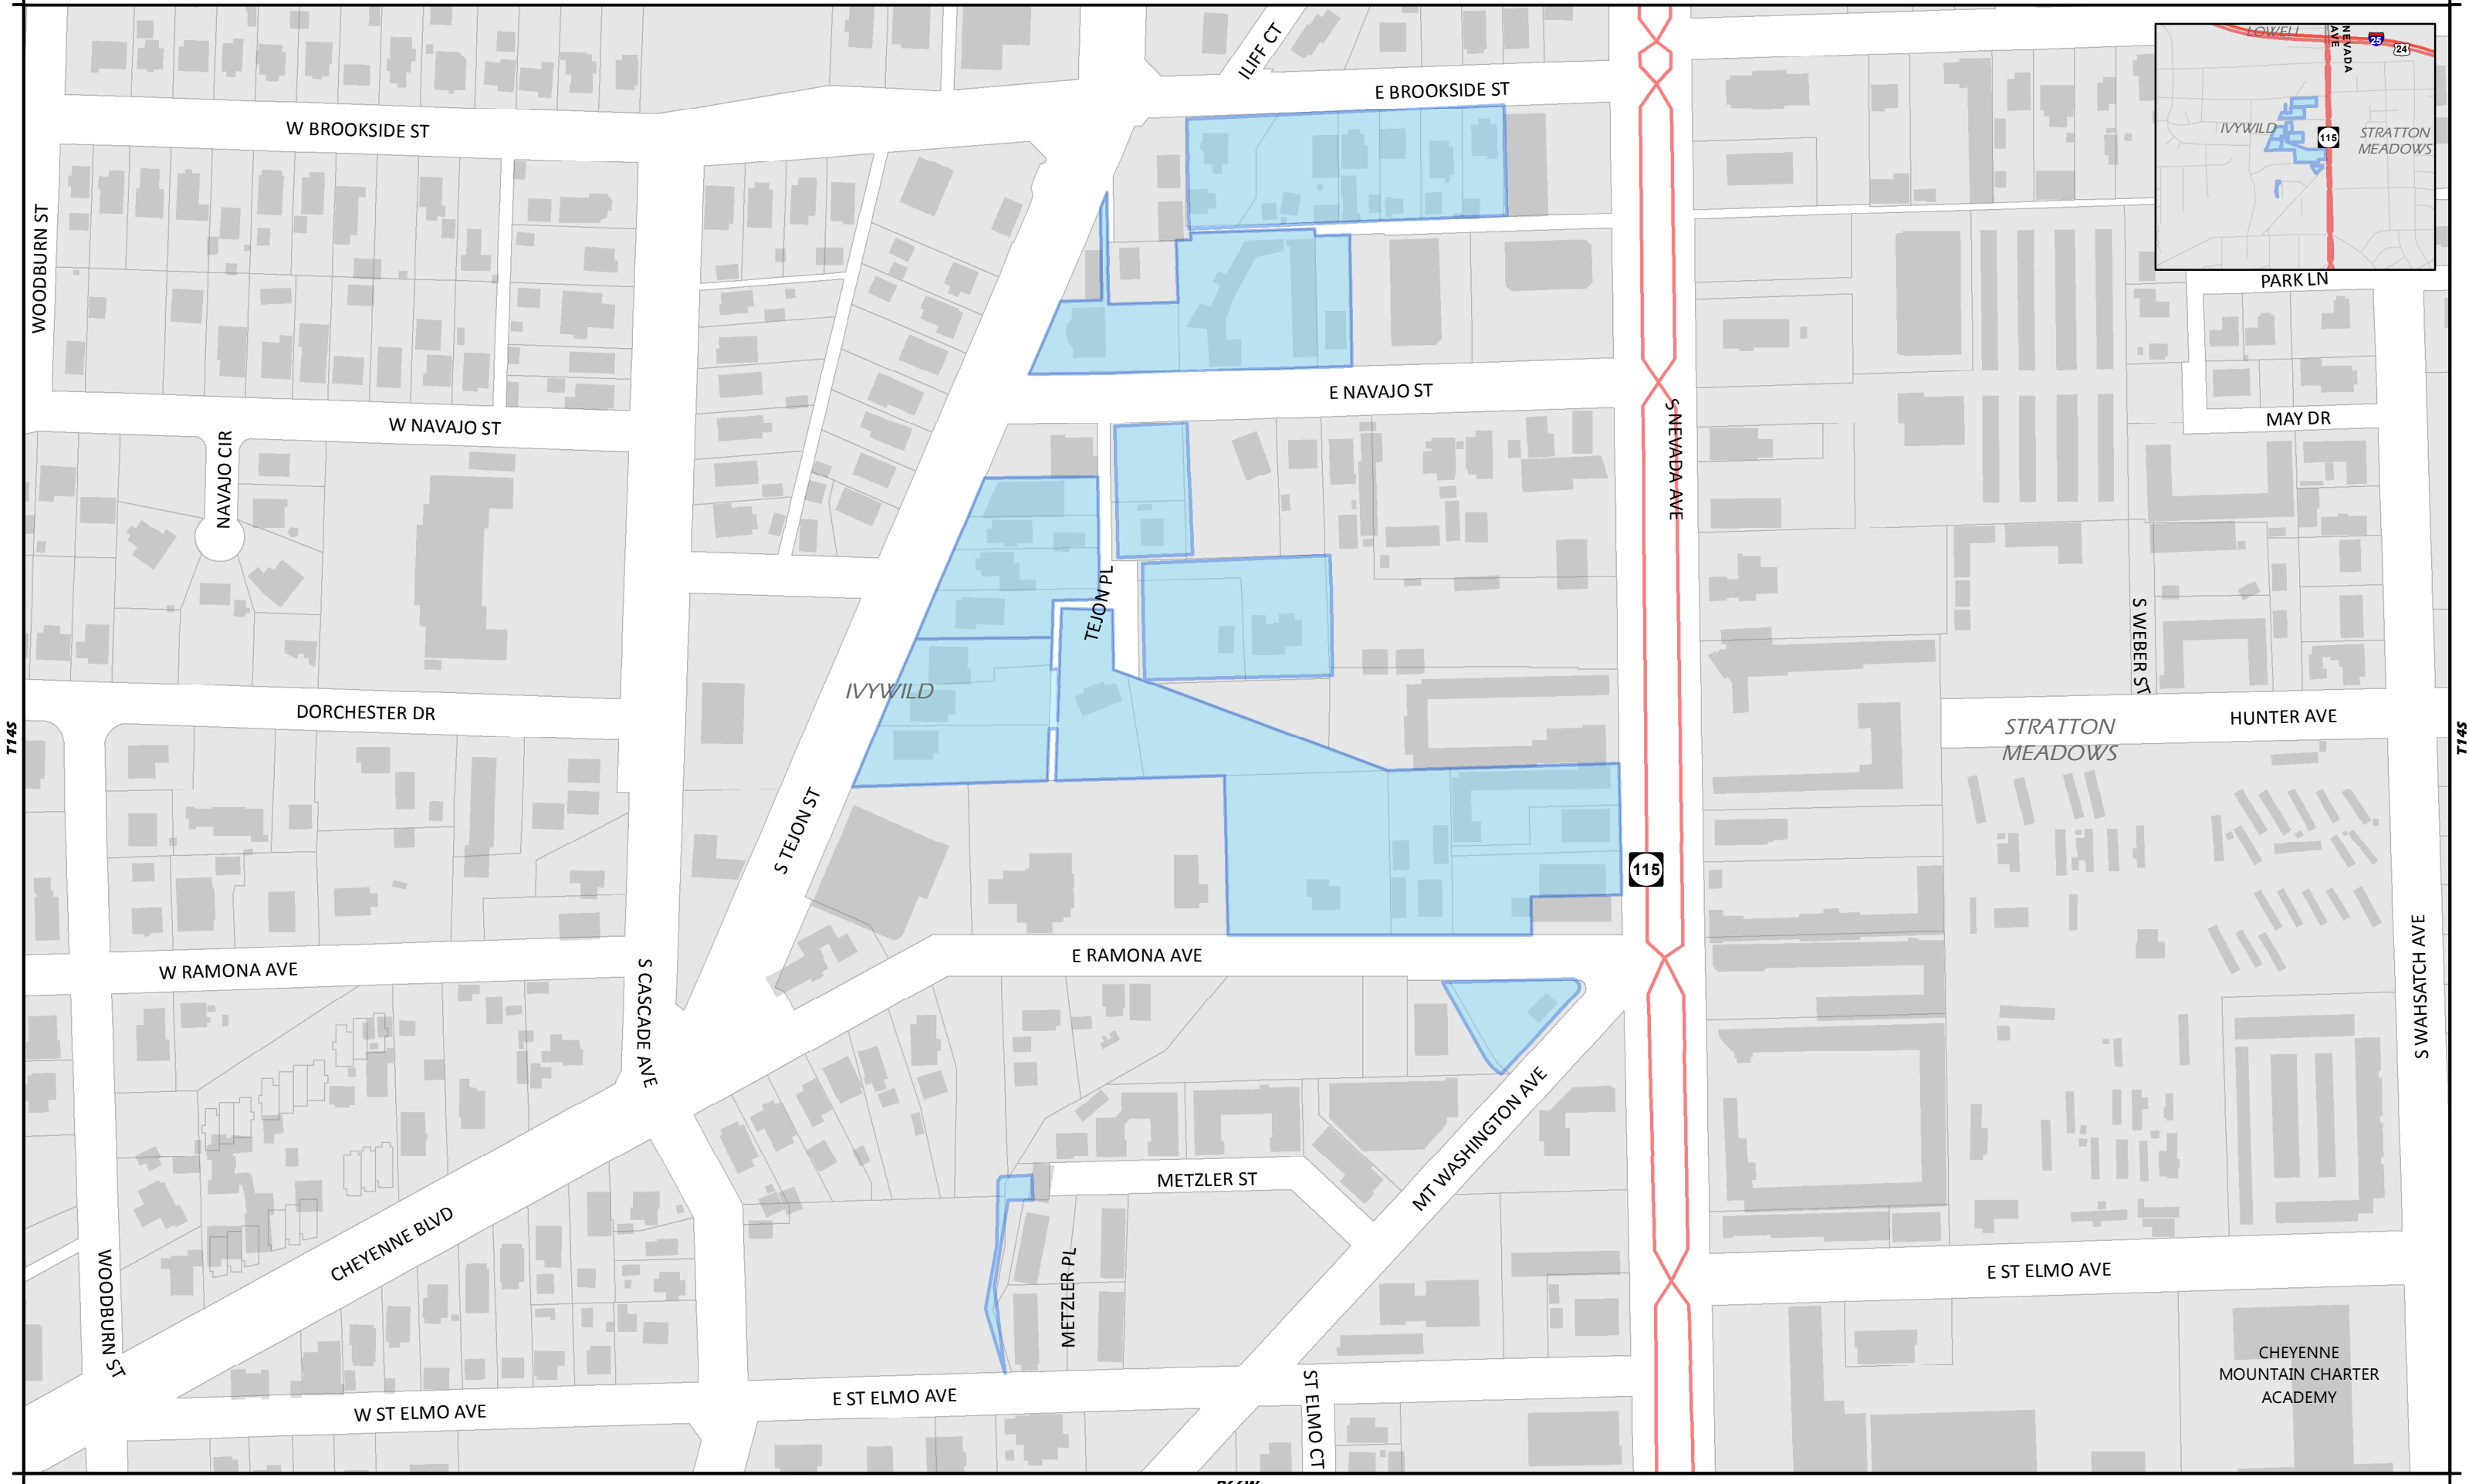 ILIFF CT
LOWELL
NEVADA
AVE
25
24
E BROOKSIDE ST
W BROOKSIDE ST
IVYWILD
115
STRATTON
MEADOWS
WOODBURN ST
PARK LN
E NAVAJO ST
W NAVAJO ST
MAY DR
NAVAJO CIR
S NEVADA AVE
TEJON PL
S WEBER ST
IVYWILD
DORCHESTER DR
STRATTON
MEADOWS
HUNTER AVE
T14S
T14S
S TEJON ST
115
E RAMONA AVE
W RAMONA AVE
S CASCADE AVE
S WAHSATCH AVE
MT WASHINGTON AVE
METZLER ST
CHEYENNE BLVD
METZLER PL
WOODBURN ST
E ST ELMO AVE
CHEYENNE
MOUNTAIN CHARTER
ACADEMY
E ST ELMO AVE
W ST ELMO AVE
ST ELMO CT